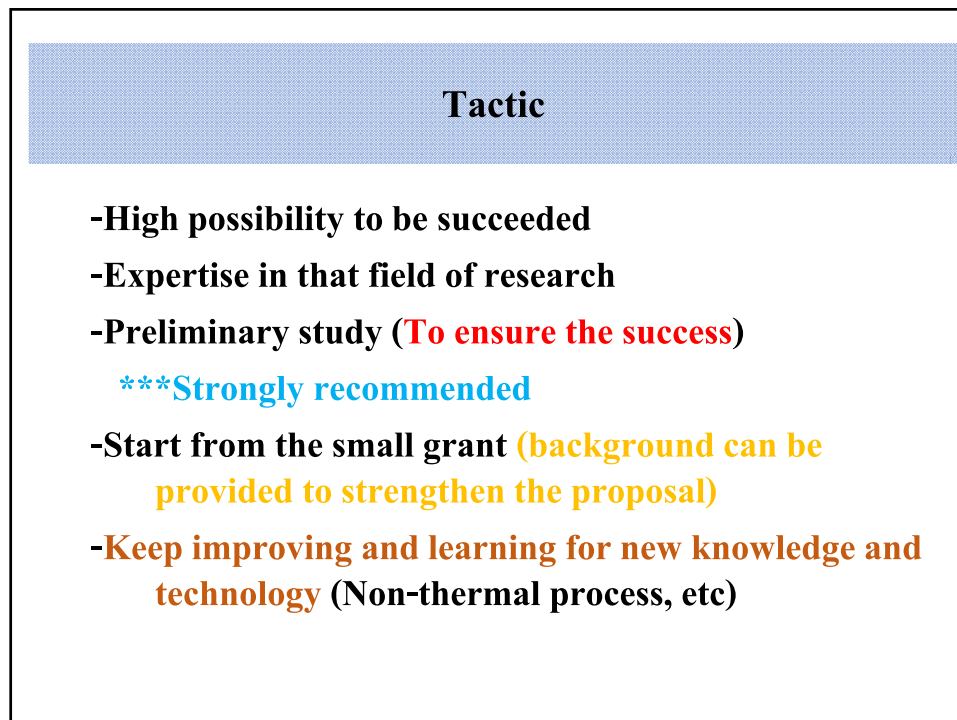 Tactic
-High possibility to be succeeded
-Expertise in that field of research
-Preliminary study (To ensure the success)
***Strongly recommended
-Start from the small grant (background can be
provided to strengthen the proposal)
-Keep improving and learning for new knowledge and
technology (Non-thermal process, etc)